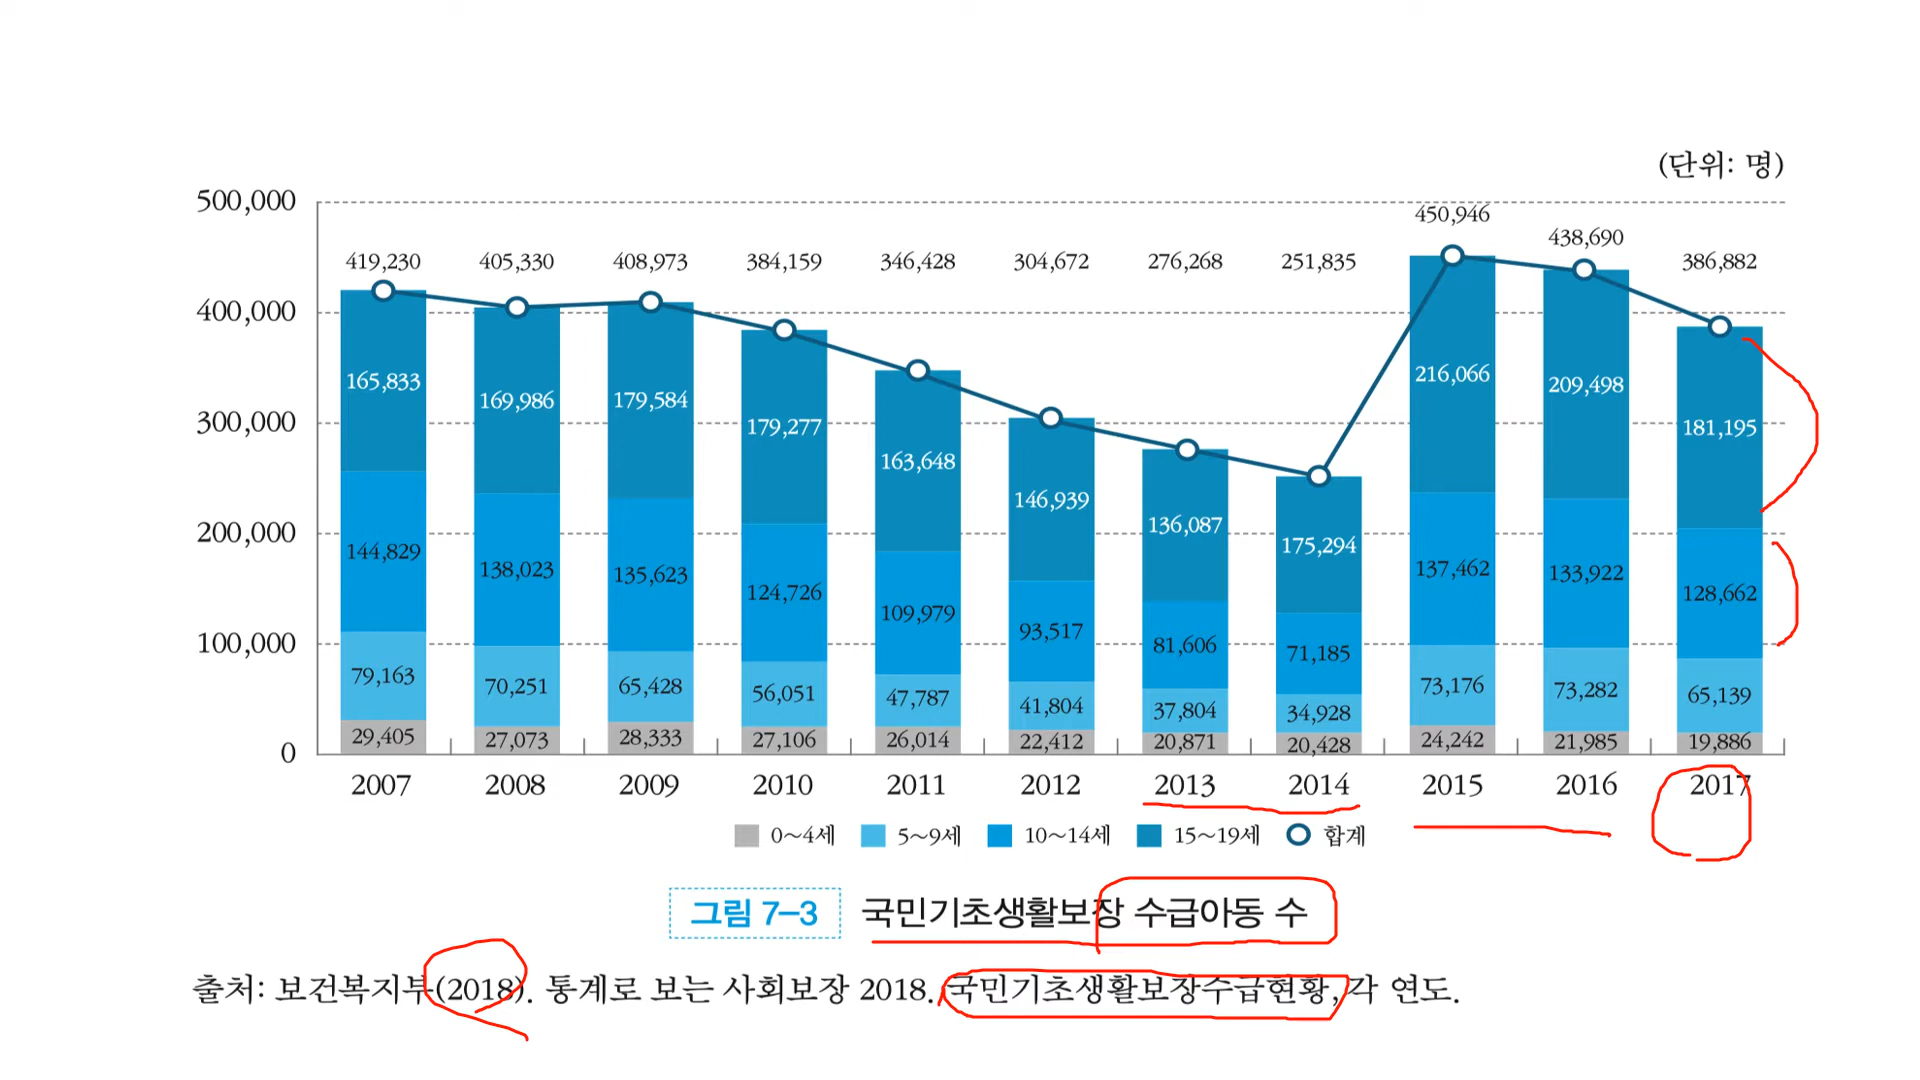 (단위: 명)
500,000
400,000
300,000
200,000
100,000
0
419,230 405,330 408,973 384,159 346,428 304,672 276,268 251,835 450,946 438,690 386,882
165,833 169,986 179,584 179,277 163,648 146,939 136,087 175,294 216,066 209,498 181,195
144,829 138,023 135,623 124,726 109,979 93,517 81,606 71,185 137,462 133,922 128,662
79,163 70,251 65,428 56,051 47,787 41,804 37,804 34,928 73,176 73,282 65,139
29,405 27,073 28,333 27,106 26,014 22,412 20,871 20,428 24,242 21,985 19,886
2007 2008 2009 2010 2011 2012 2013 2014 2015 2016 2017
0~4세 5~9세 10~14세 15~19세 합계
그림 7-3 국민기초생활보장 수급아동 수
출처: 보건복지부(2018). 통계로 보는 사회보장 2018. 국민기초생활보장수급현황, 각 연도.